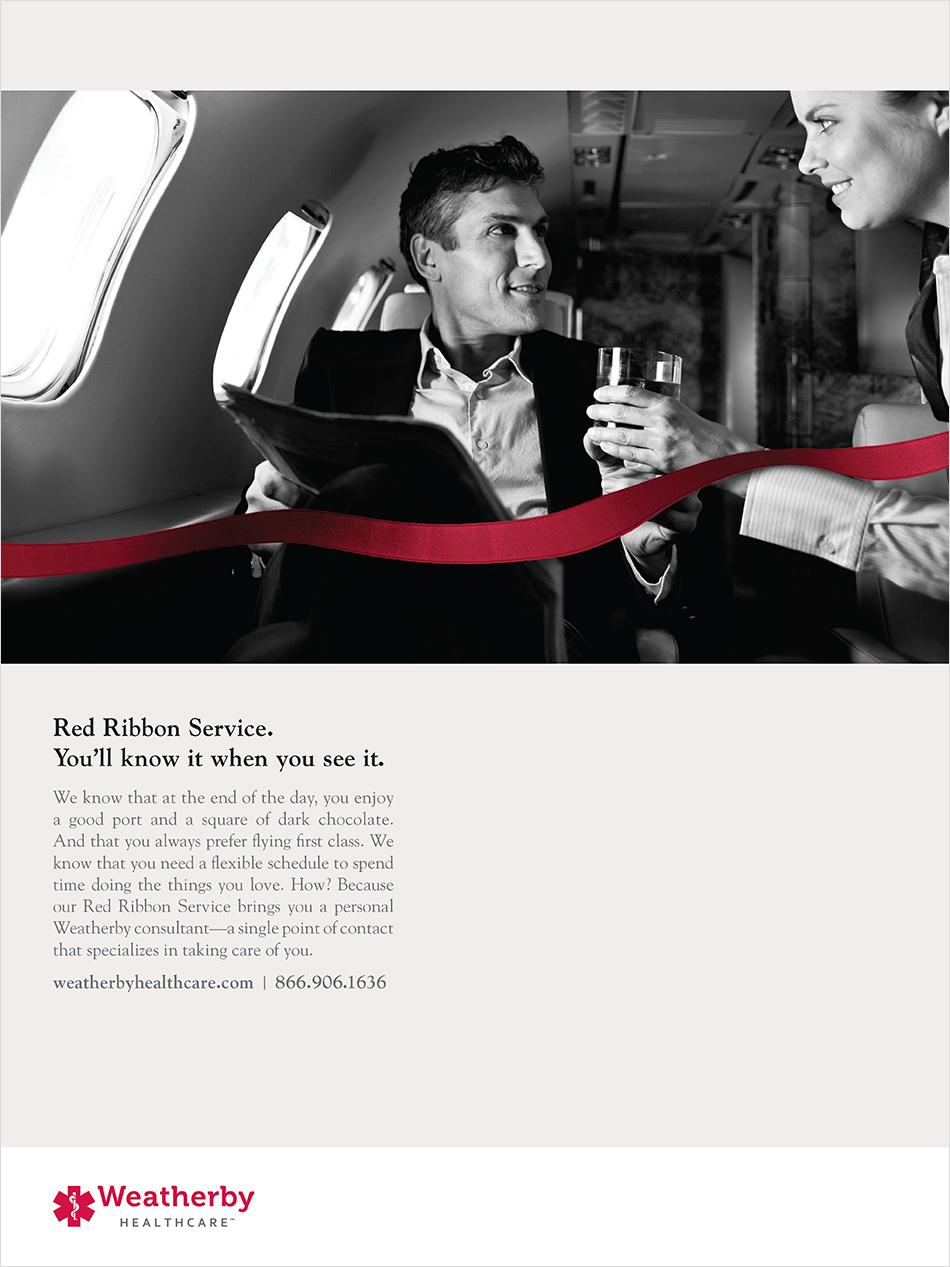 Red Ribbon Service.
You’ll know it when you see it.
We know that at the end of the day, you enjoy
a good port and a square of dark chocolate.
And that you always prefer flying first class. We
know that you need a flexible schedule to spend
time doing the things you love. How? Because
our Red Ribbon Service brings you a personal
Weatherby consultant—a single point of contact
that specializes in taking care of you.
weatherbyhealthcare.com | 866.906.1636
Weatherby
HEALTHCARE™